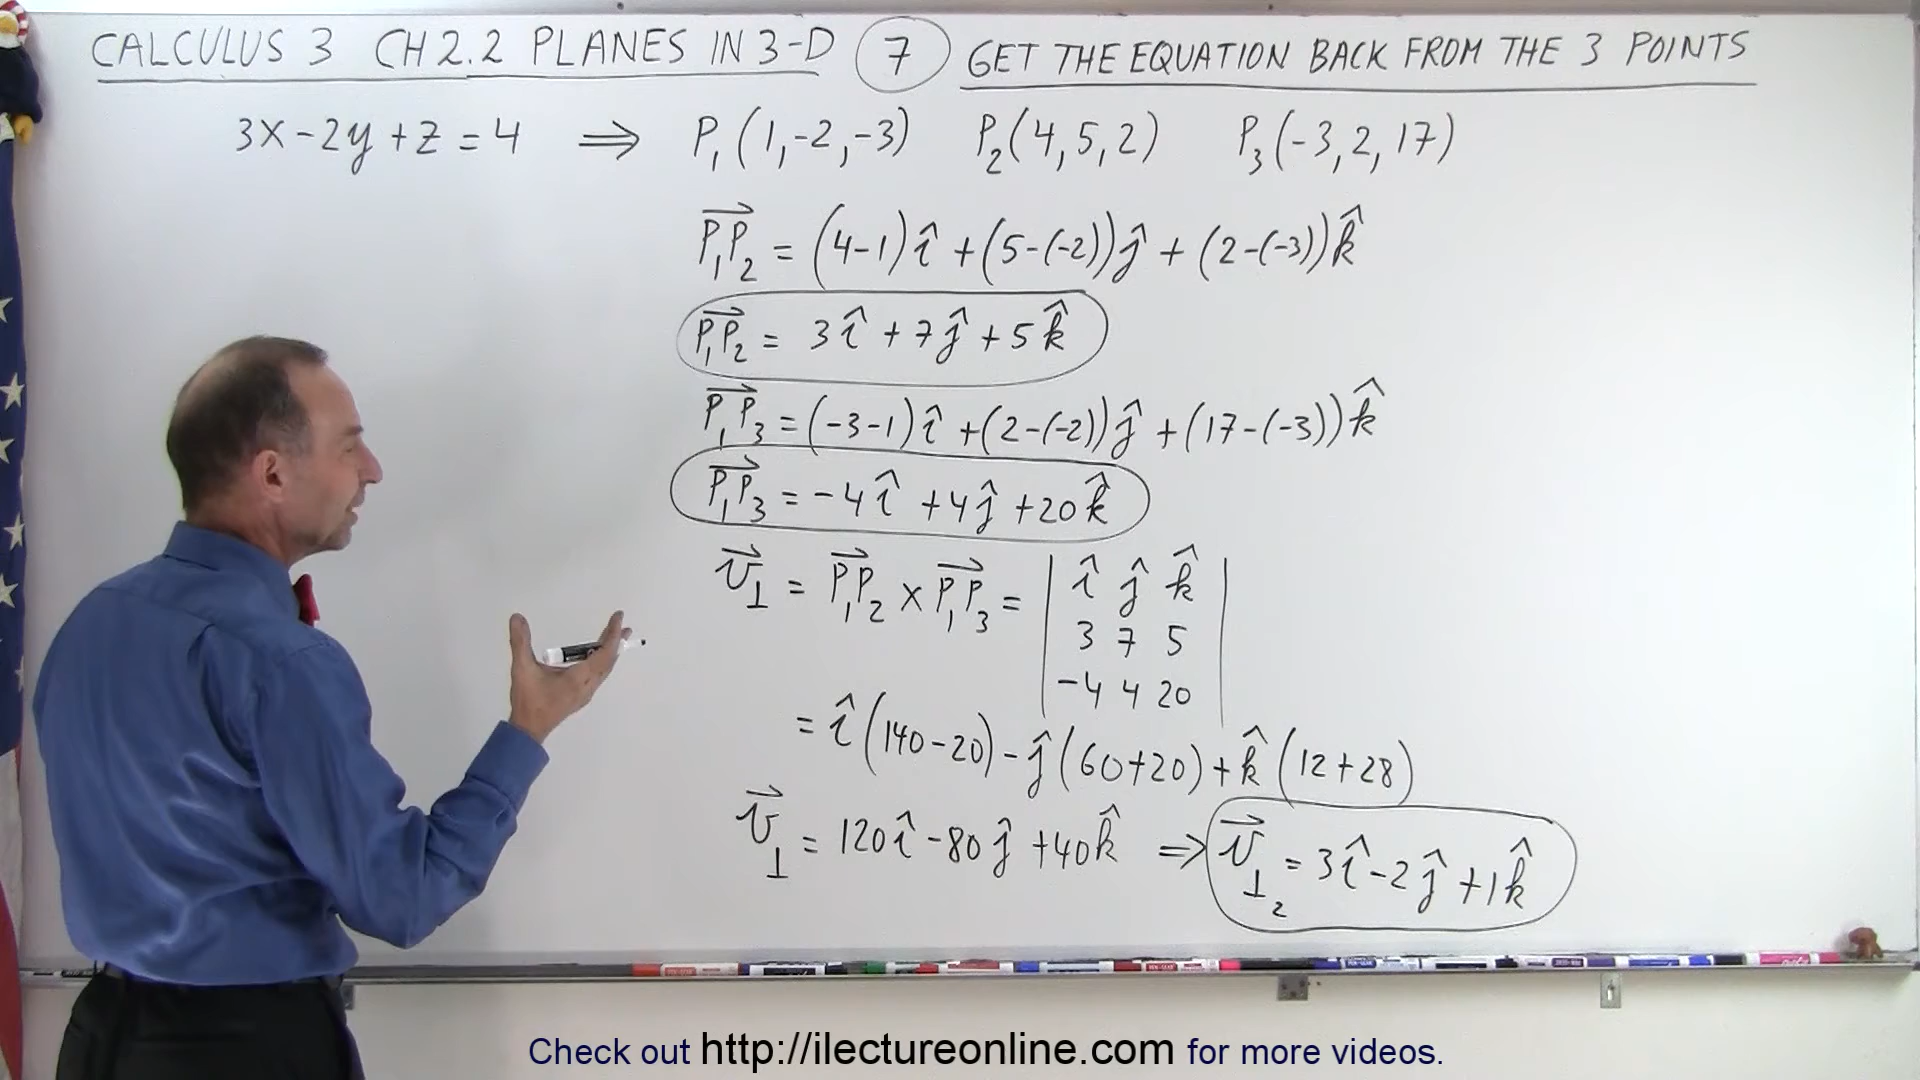 CALCULUS 3 CH 2.2 PLANES IN 3-D 7 GET THE EQUATION BACK FROM THE 3 POINTS
3x - 2y + z = 4 ⇒ P₁(1, -2, -3) P₂(4, 5, 2) P₃(-3, 2, 17)
P₁P₂⃗ = (4-1)î + (5-(-2))ĵ + (2-(-3))k̂
P₁P₂⃗ = 3î + 7ĵ + 5k̂
P₁P₃⃗ = (-3-1)î + (2-(-2))ĵ + (17-(-3))k̂
P₁P₃⃗ = -4î + 4ĵ + 20k̂
v⃗⊥ = P₁P₂⃗ x P₁P₃⃗ = | î ĵ k̂ |
3 7 5
-4 4 20
= î(140-20) - ĵ(60+20) + k̂(12+28)
v⃗⊥ = 120î - 80ĵ + 40k̂ ⇒ v⃗⊥₂ = 3î - 2ĵ + 1k̂
Check out http://ilectureonline.com for more videos.